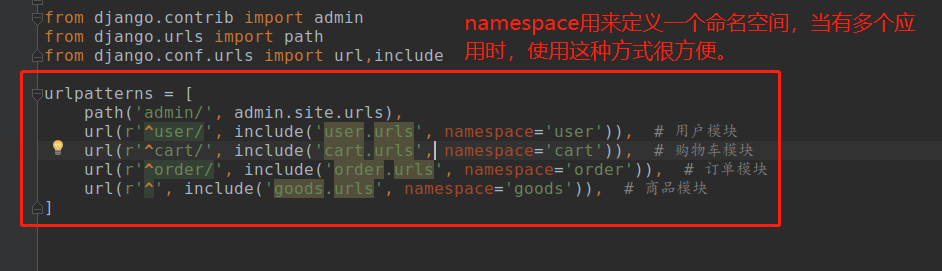 from django.contrib import admin
from django.urls import path
from django.conf.urls import url,include
namespace用来定义一个命名空间，当有多个应
用时，使用这种方式很方便。
urlpatterns = [
    path('admin/', admin.site.urls),
    url(r'^user/', include('user.urls', namespace='user')),  # 用户模块
    url(r'^cart/', include('cart.urls', namespace='cart')),  # 购物车模块
    url(r'^order/', include('order.urls', namespace='order')),  # 订单模块
    url(r'^', include('goods.urls', namespace='goods')),  # 商品模块
]